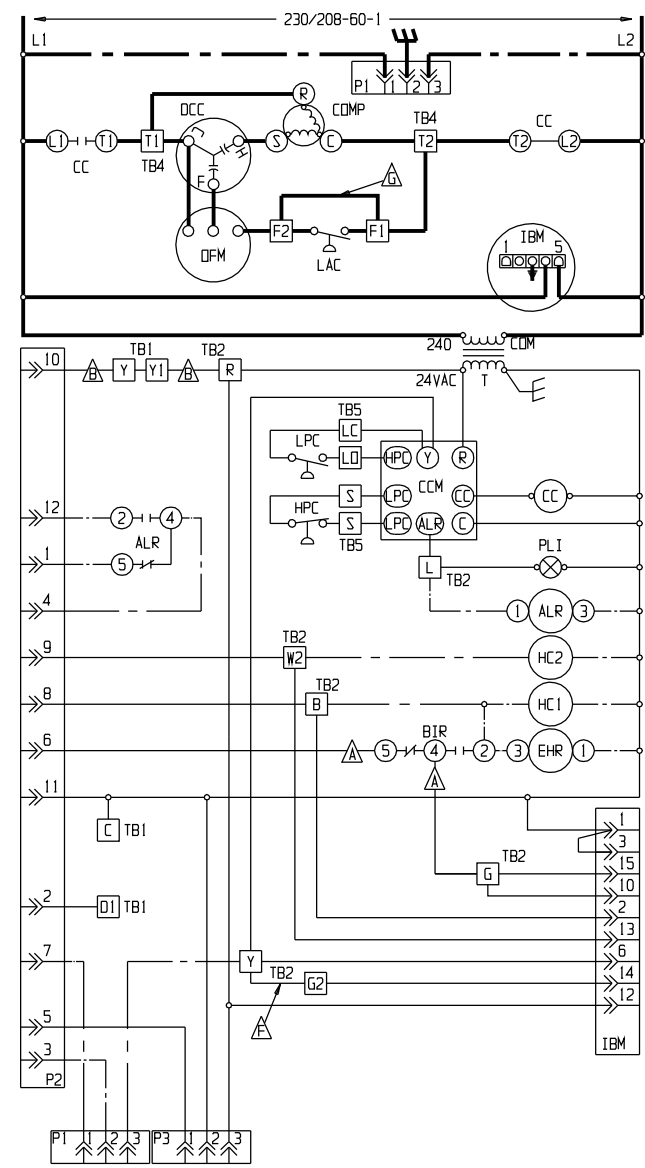 230/208-60-1
L1 L2
P1 1 2 3
R COMP
OCC TB4 CC
L1 T1 T1 S C T2 T2 L2
CC TB4 H
F G
F2 F1
OFM LAC
IBM
1 5
240 COM
10 TB1 TB2
B Y Y1 B R 24VAC T
TB5
LC
LPC
LO HPC Y R
CCM
S LPC CC CC
12 HPC
2 4 S LPC ALR C
ALR TB5 PLI
1 5 L
TB2
4 1 ALR 3
9 TB2
W2 HC2
8 TB2
B HC1
6 BIR
A 5 4 2 3 EHR 1
A
11
C TB1 1
3
TB2 15
G
10
2 D1 TB1 2
13
7 Y 6
TB2 G2 14
12
5 F
3 IBM
P2
P1 1 2 3 P3 1 2 3